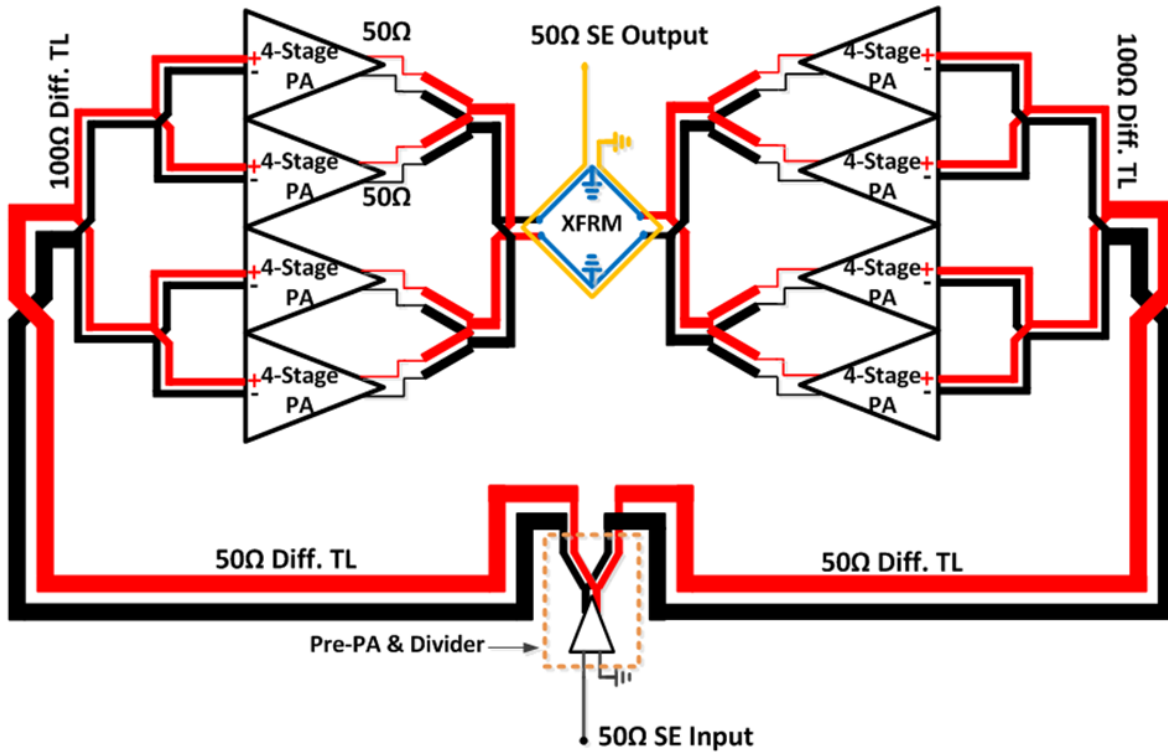 50Ω
50Ω SE Output
100Ω Diff. TL
100Ω Diff. TL
4-Stage
PA
+
-
4-Stage
PA
+
-
4-Stage
PA
+
-
4-Stage
PA
+
-
50Ω
XFRM
4-Stage
PA
+
-
4-Stage
PA
+
-
4-Stage
PA
+
-
4-Stage
PA
+
-
50Ω Diff. TL
50Ω Diff. TL
Pre-PA & Divider
50Ω SE Input